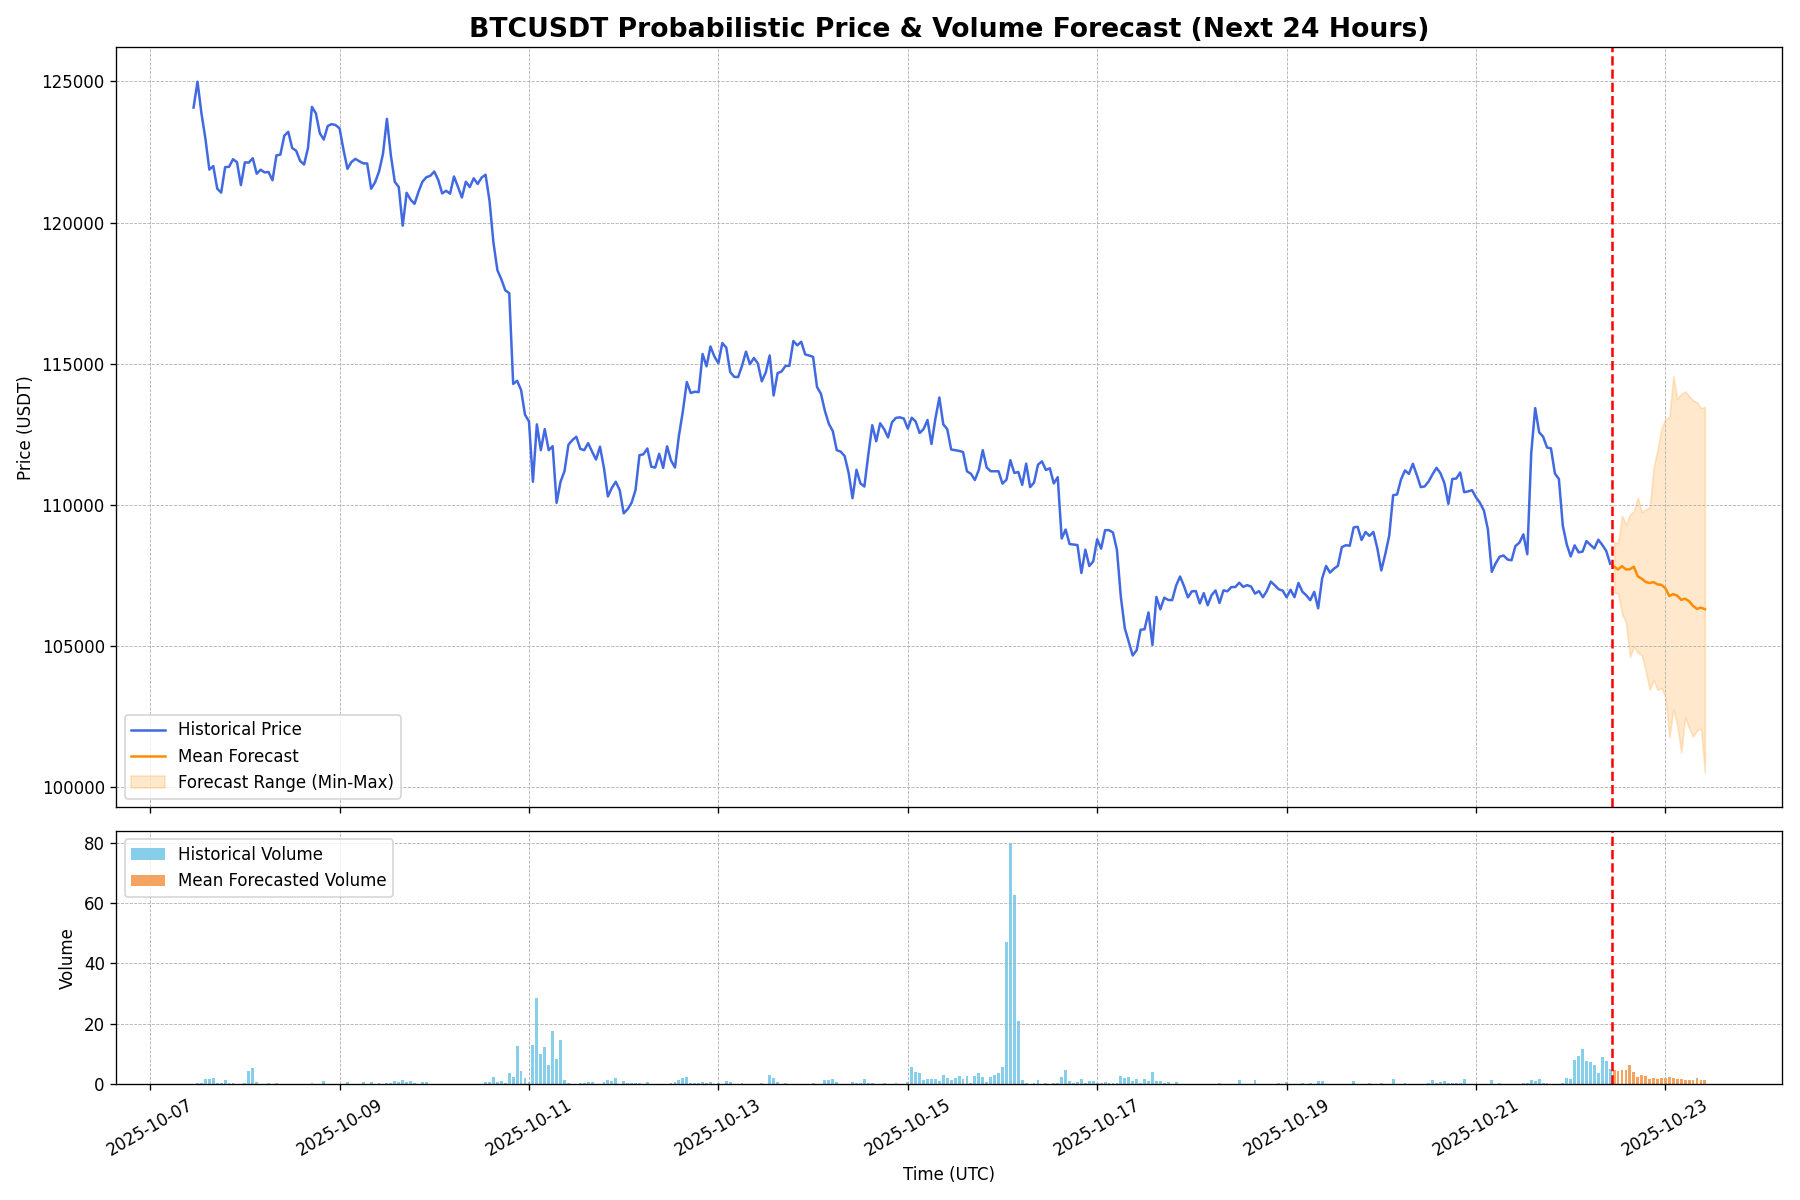 BTCUSDT Probabilistic Price & Volume Forecast (Next 24 Hours)
Price (USDT)
125000
120000
115000
110000
105000
100000
Historical Price
Mean Forecast
Forecast Range (Min-Max)
Volume
80
60
40
20
0
Historical Volume
Mean Forecasted Volume
2025-10-07
2025-10-09
2025-10-11
2025-10-13
2025-10-15
2025-10-17
2025-10-19
2025-10-21
2025-10-23
Time (UTC)